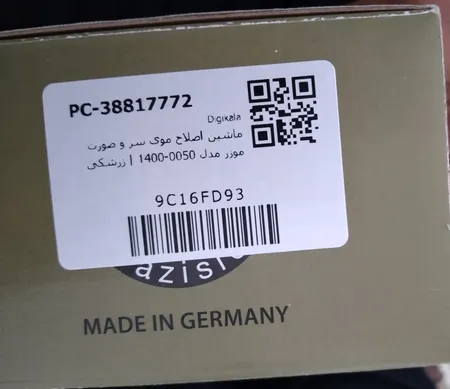 PC-38817772
Digikala
ماشین اصلاح موی سر و صورت
موزر مدل 0050-1400 | زرشکی
9C16FD93
MADE IN GERMANY